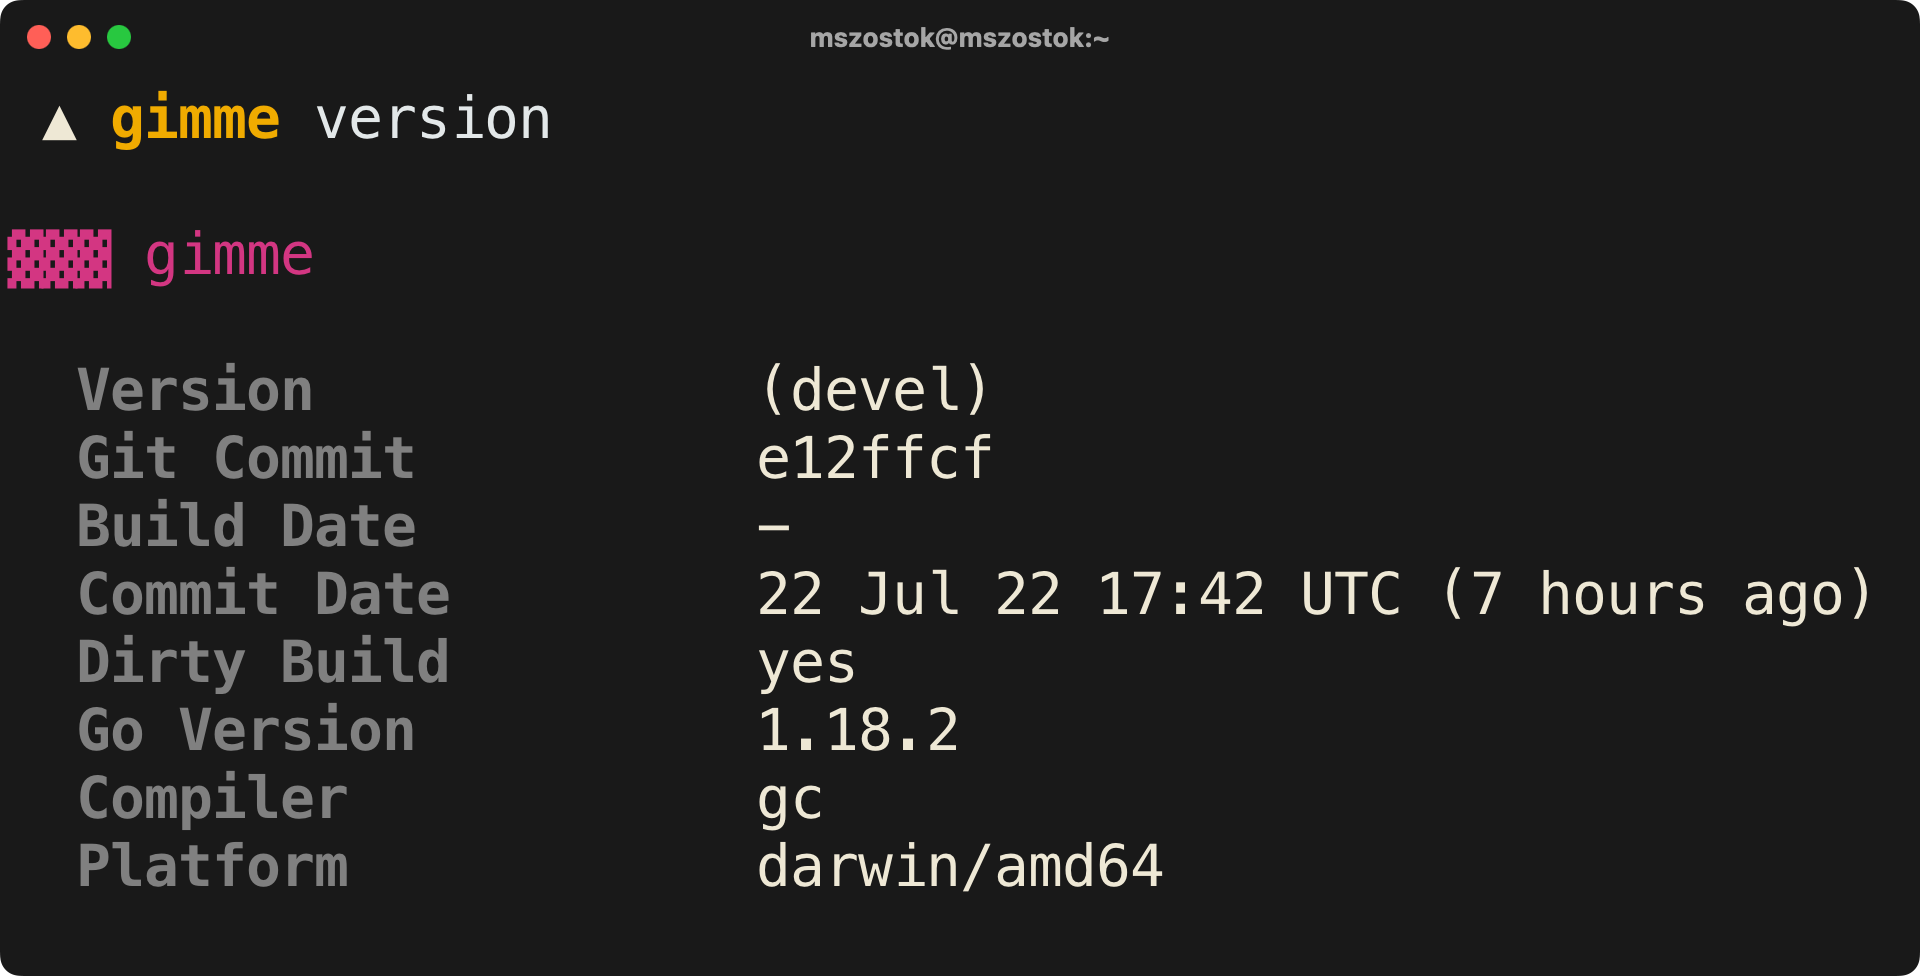 mszostok@mszostok:~
▲ gimme version
▓▓▓ gimme
Version (devel)
Git Commit e12ffcf
Build Date –
Commit Date 22 Jul 22 17:42 UTC (7 hours ago)
Dirty Build yes
Go Version 1.18.2
Compiler gc
Platform darwin/amd64